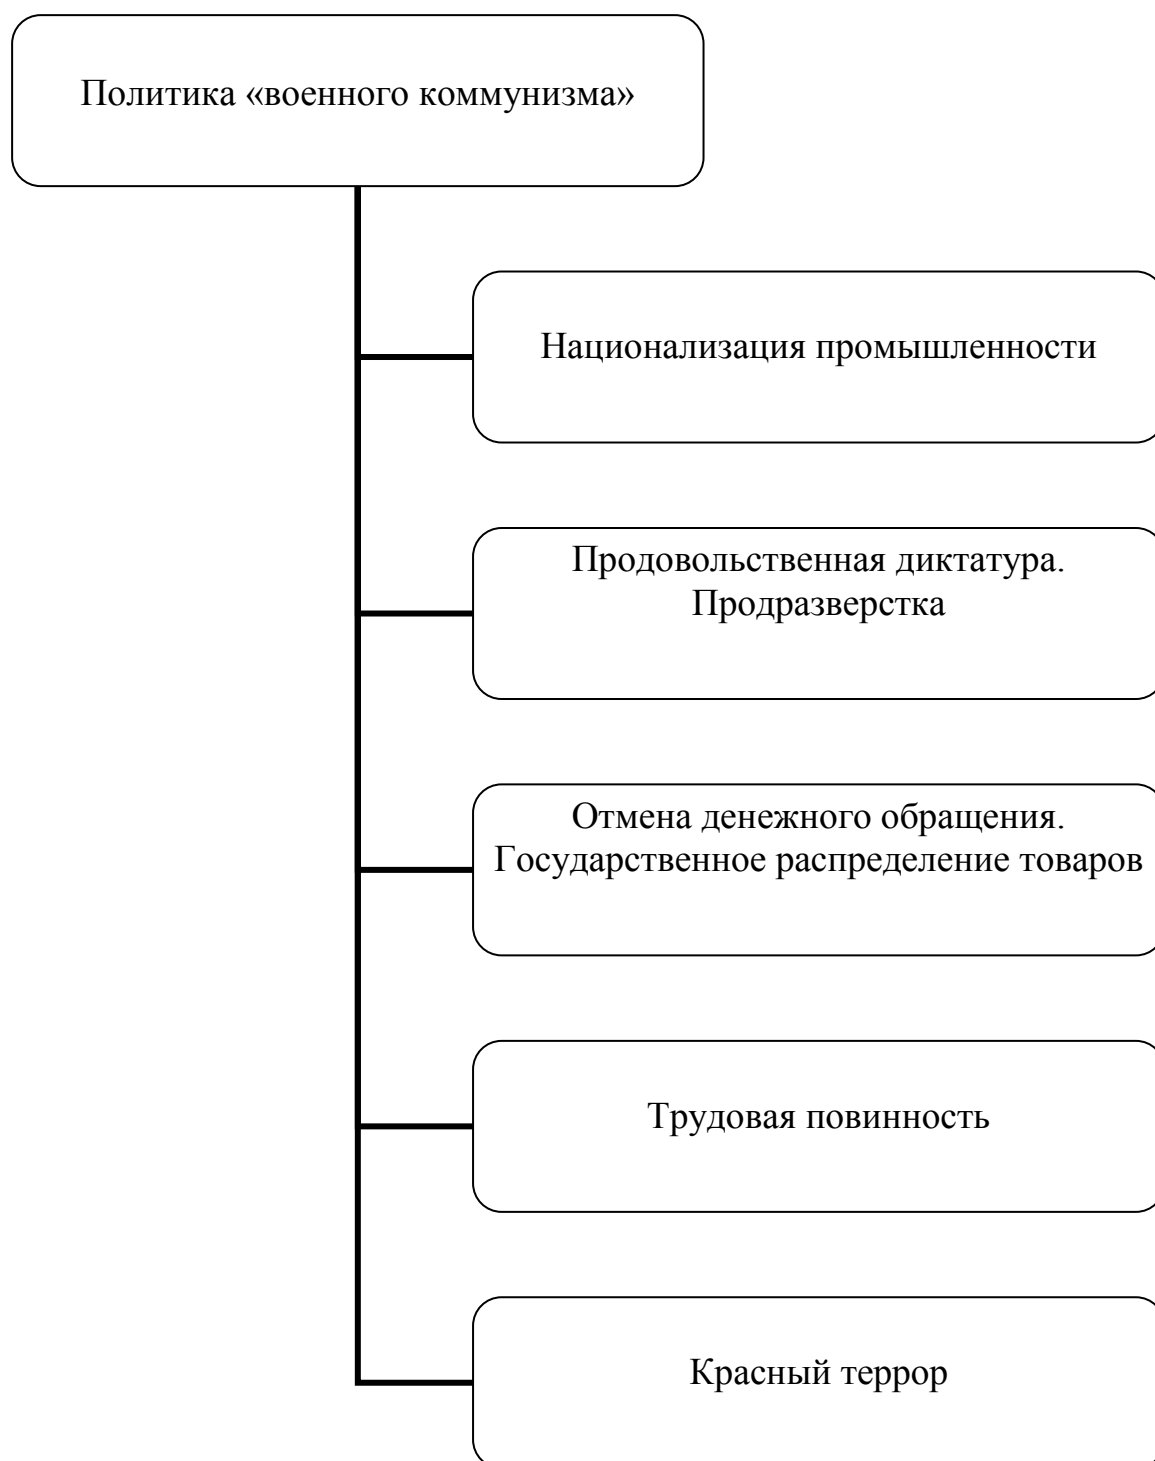 Политика «военного коммунизма»
Национализация промышленности
Продовольственная диктатура.
Продразверстка
Отмена денежного обращения.
Государственное распределение товаров
Трудовая повинность
Красный террор